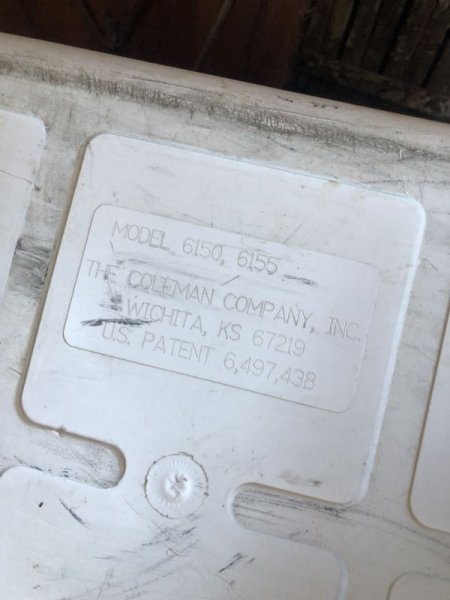 MODEL 6150, 6155
THE COLEMAN COMPANY, INC.
WICHITA, KS 67219
U.S. PATENT 6,497,438